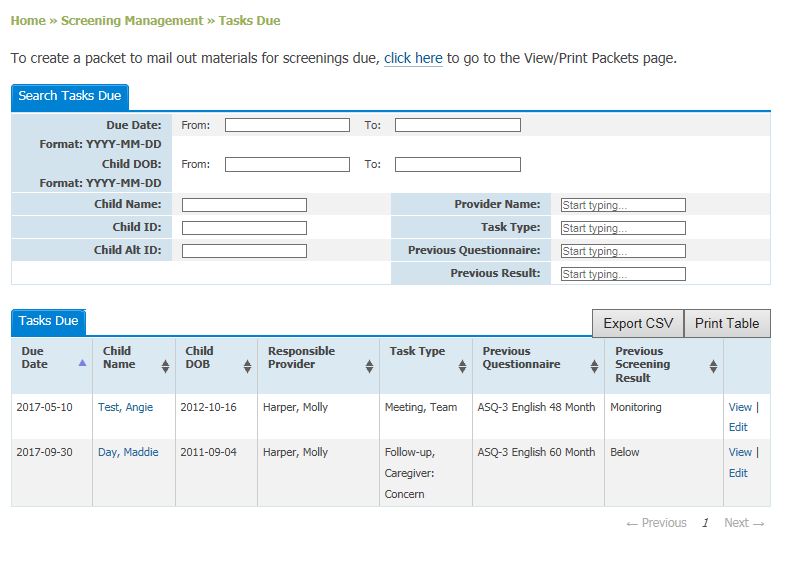 Home » Screening Management » Tasks Due
To create a packet to mail out materials for screenings due, click here to go to the View/Print Packets page.
Search Tasks Due
Due Date: From: To:
Format: YYYY-MM-DD
Child DOB: From: To:
Format: YYYY-MM-DD
Child Name: Provider Name: Start typing...
Child ID: Task Type: Start typing...
Child Alt ID: Previous Questionnaire: Start typing...
Previous Result: Start typing...
Tasks Due Export CSV Print Table
Due Child Child Responsible Task Type Previous Previous
Date Name DOB Provider Questionnaire Screening
Result
2017-05-10 Test, Angie 2012-10-16 Harper, Molly Meeting, Team ASQ-3 English 48 Month Monitoring View |
Edit
2017-09-30 Day, Maddie 2011-09-04 Harper, Molly Follow-up, ASQ-3 English 60 Month Below View |
Caregiver: Edit
Concern
← Previous 1 Next →